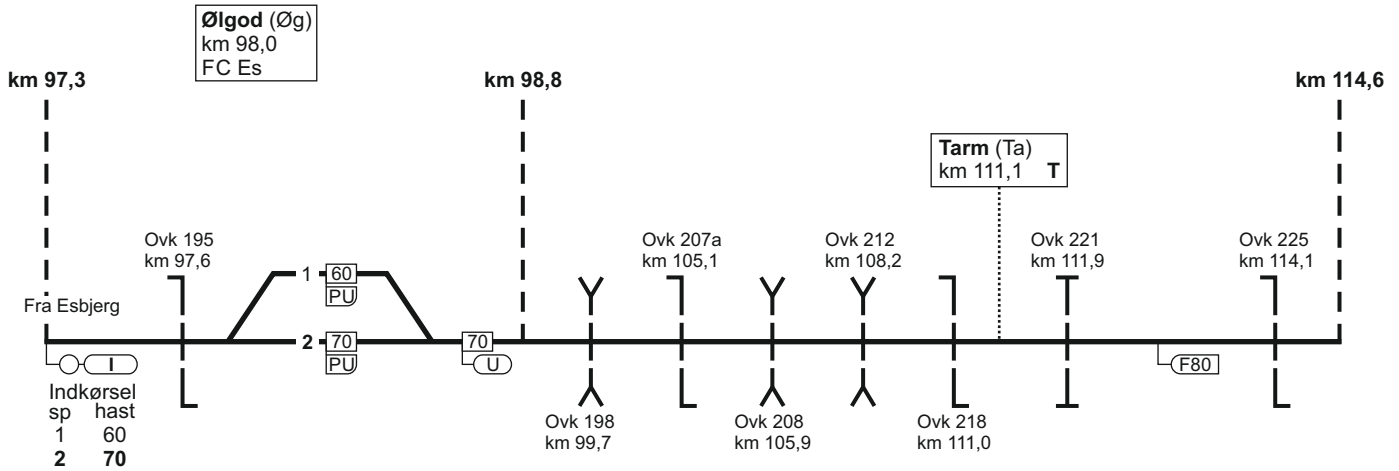 Ølgod (Øg)
km 98,0
FC Es
km 97,3
km 98,8
km 114,6
Tarm (Ta)
km 111,1 T
Ovk 195
km 97,6
Ovk 207a
km 105,1
Ovk 212
km 108,2
Ovk 221
km 111,9
Ovk 225
km 114,1
1 60
PU
Fra Esbjerg
2 70
PU
70
U
I
F80
Indkørsel
sp hast
1 60
2 70
Ovk 198
km 99,7
Ovk 208
km 105,9
Ovk 218
km 111,0